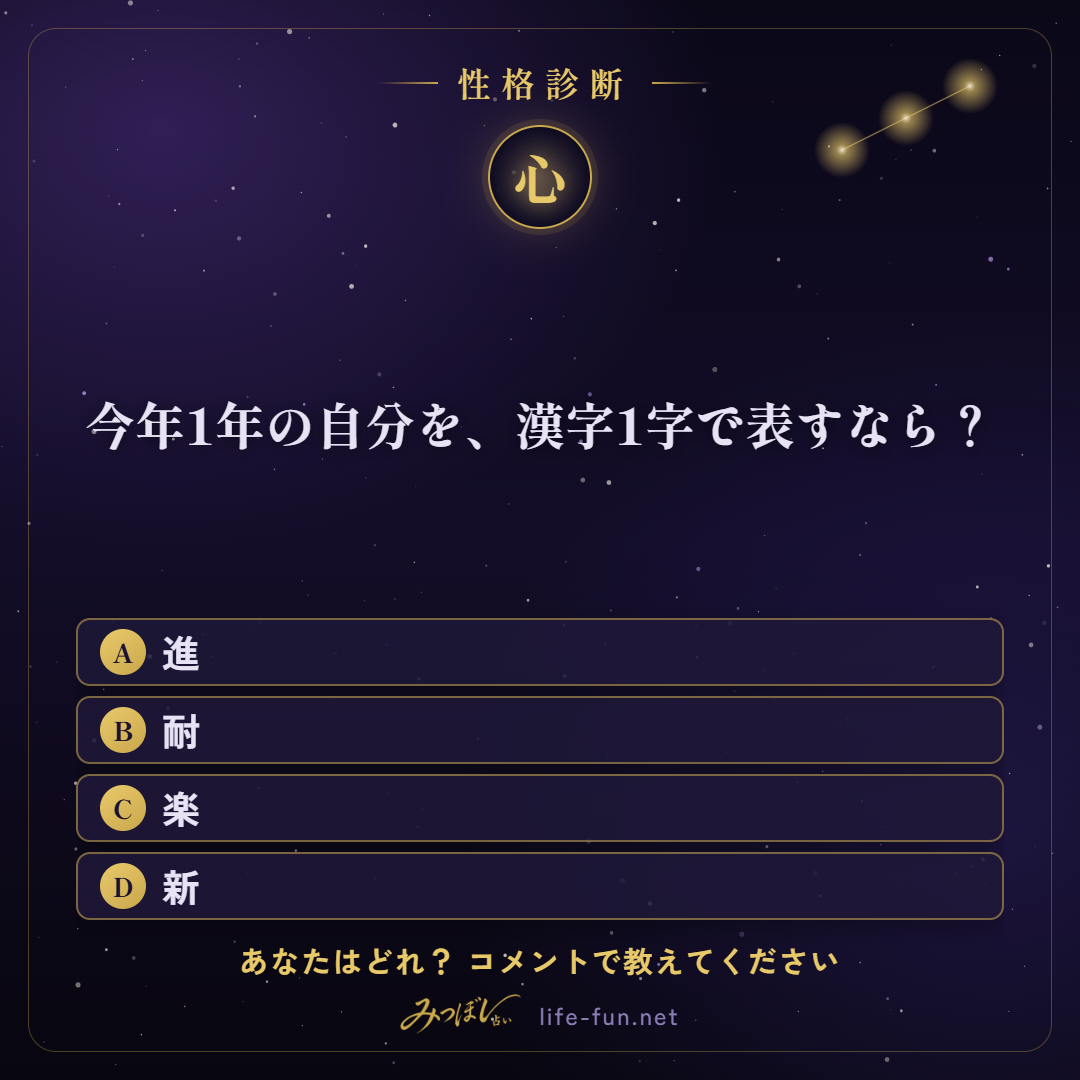 性格診断
心
今年1年の自分を、漢字1字で表すなら？
A 進
B 耐
C 楽
D 新
あなたはどれ？ コメントで教えてください
みつぼし占い life-fun.net